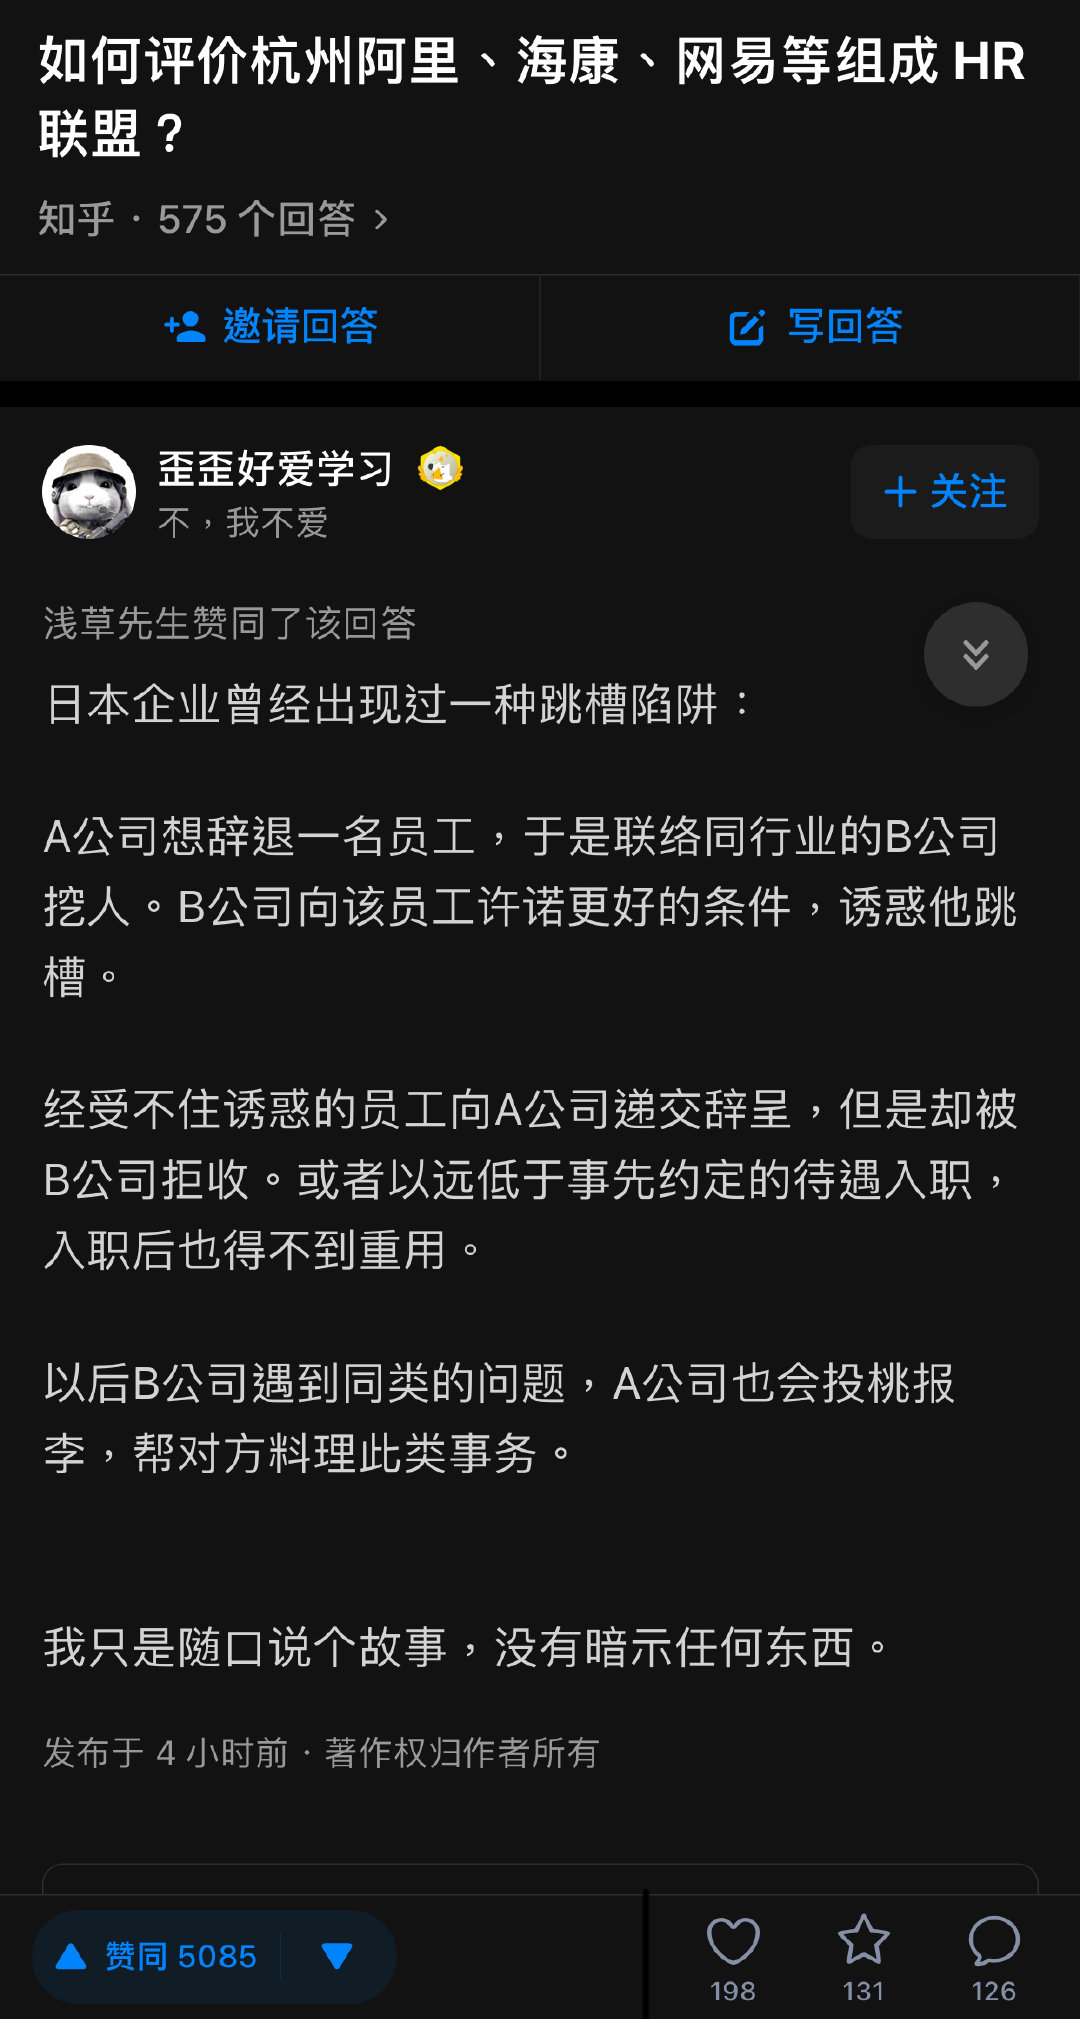 如何评价杭州阿里、海康、网易等组成 HR
联盟？
知乎 · 575 个回答 >
邀请回答
写回答
歪歪好爱学习
不，我不爱
+ 关注
浅草先生赞同了该回答
日本企业曾经出现过一种跳槽陷阱：
A公司想辞退一名员工，于是联络同行业的B公司
挖人。B公司向该员工许诺更好的条件，诱惑他跳
槽。
经受不住诱惑的员工向A公司递交辞呈，但是却被
B公司拒收。或者以远低于事先约定的待遇入职，
入职后也得不到重用。
以后B公司遇到同类的问题，A公司也会投桃报
李，帮对方料理此类事务。
我只是随口说个故事，没有暗示任何东西。
发布于 4 小时前 · 著作权归作者所有
赞同 5085
198
131
126